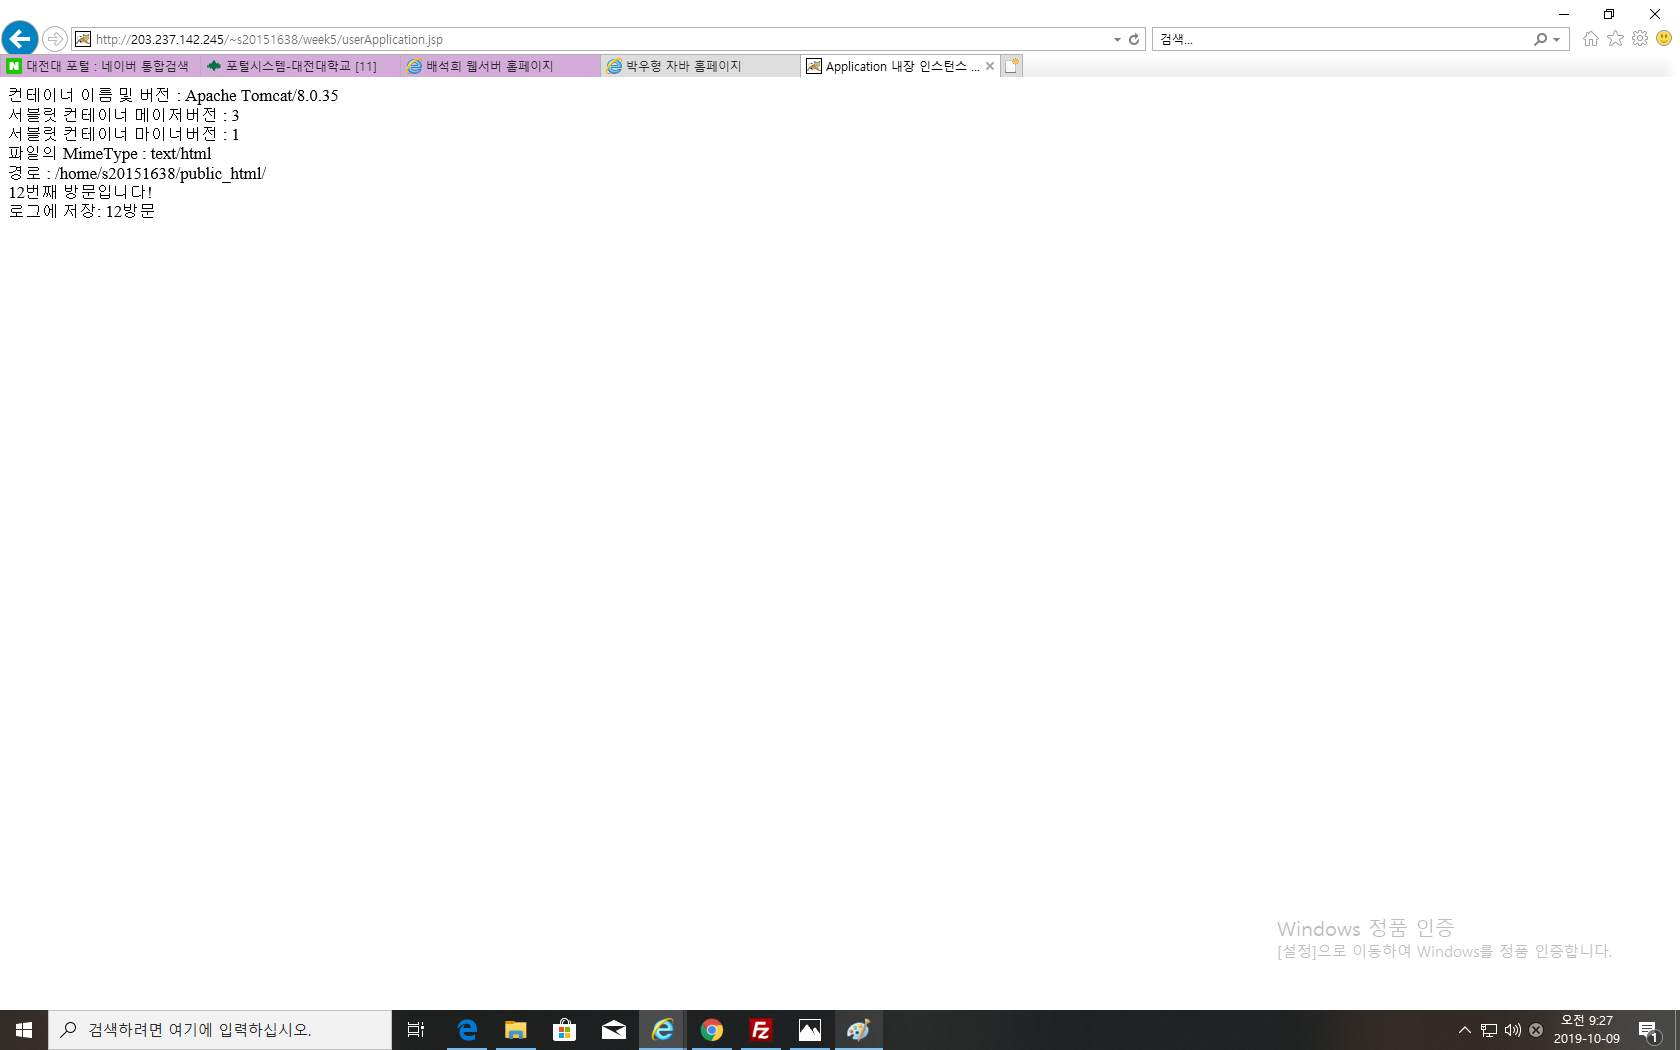 http://203.237.142.245/~s20151638/week5/userApplication.jsp
검색...
대전대 포털 : 네이버 통합검색
포털시스템-대전대학교 [11]
배석희 웹서버 홈페이지
박우형 자바 홈페이지
Application 내장 인스턴스 ...
컨테이너 이름 및 버전 : Apache Tomcat/8.0.35
서블릿 컨테이너 메이저버전 : 3
서블릿 컨테이너 마이너버전 : 1
파일의 MimeType : text/html
경로 : /home/s20151638/public_html/
12번째 방문입니다!
로그에 저장: 12방문
Windows 정품 인증
[설정]으로 이동하여 Windows를 정품 인증합니다.
검색하려면 여기에 입력하십시오.
오전 9:27
2019-10-09
1